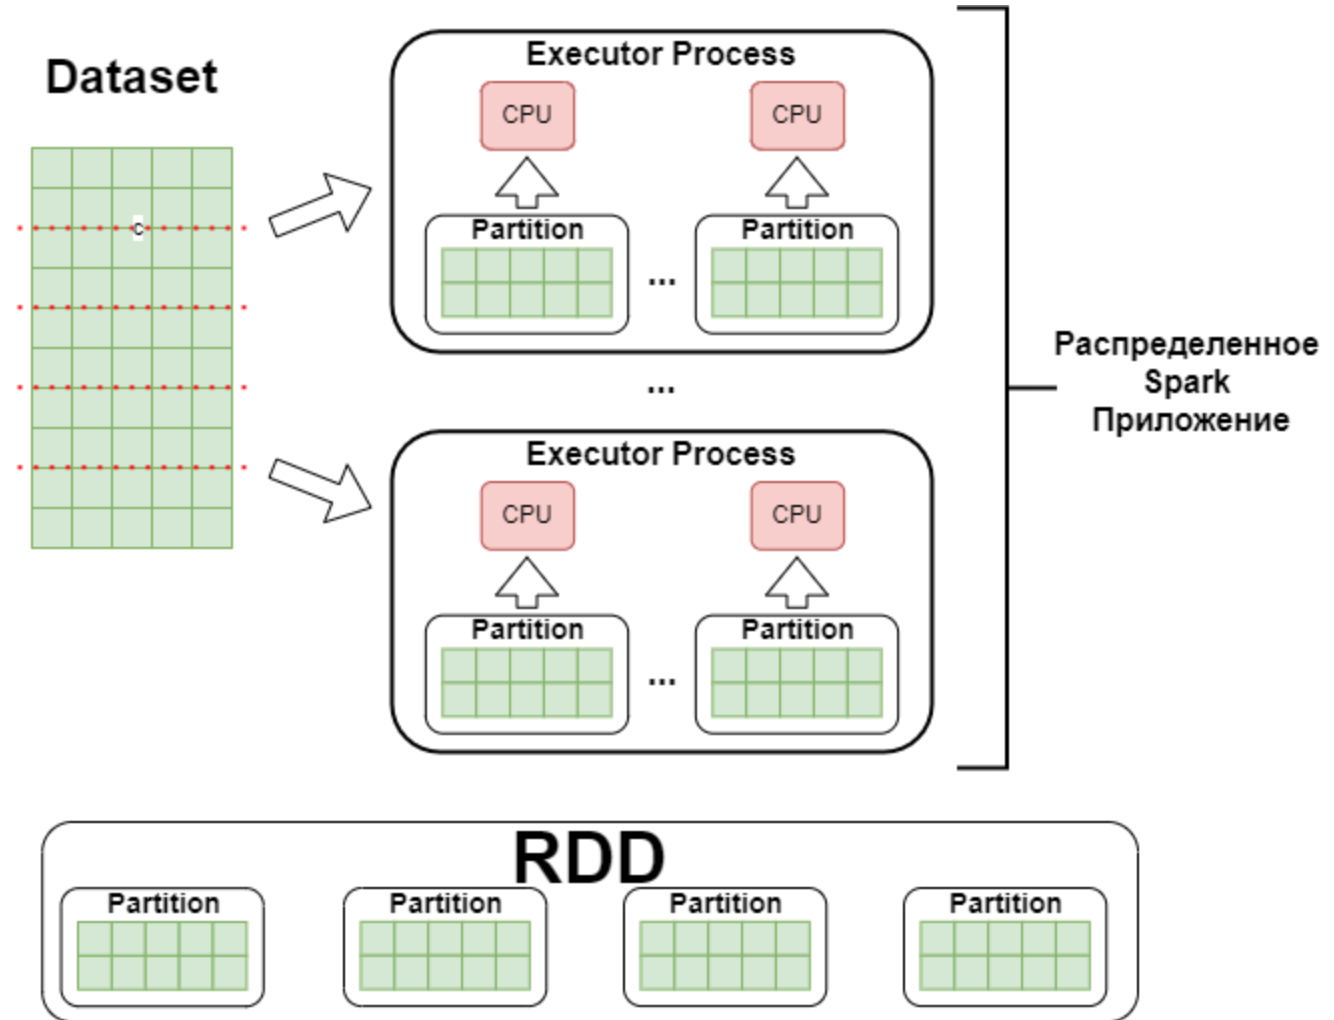 Dataset
c
Executor Process
CPU
CPU
Partition
Partition
...
...
Executor Process
CPU
CPU
Partition
Partition
...
Распределенное
Spark
Приложение
RDD
Partition
Partition
Partition
Partition